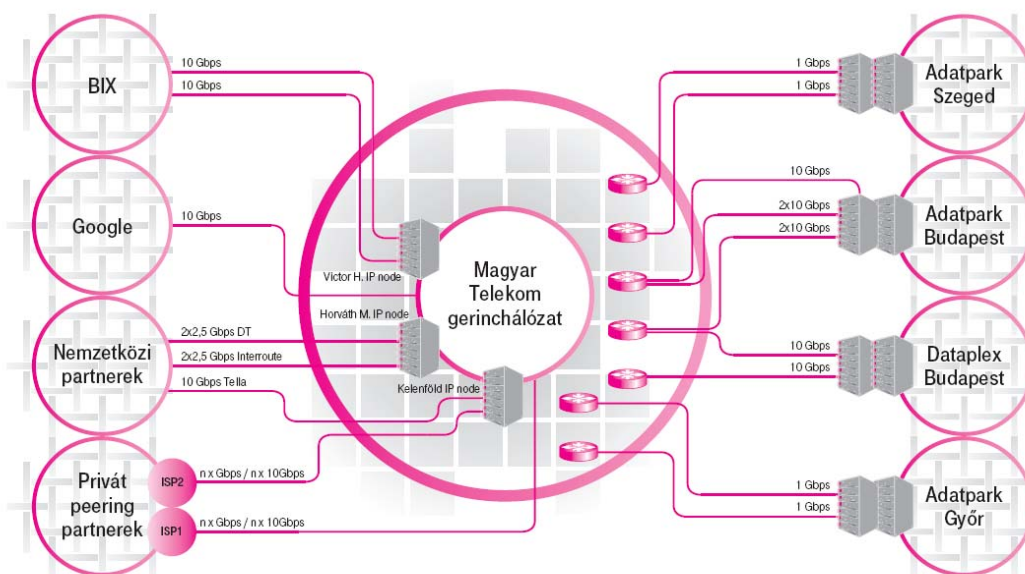 BIX
10 Gbps
10 Gbps
Google
10 Gbps
Nemzetközi
partnerek
2x2,5 Gbps DT
2x2,5 Gbps Interroute
10 Gbps Tella
Privát
peering
partnerek
ISP2
n x Gbps / n x 10Gbps
ISP1
n x Gbps / n x 10Gbps
Victor H. IP node
Horváth M. IP node
Kelenföld IP node
Magyar
Telekom
gerinchálózat
1 Gbps
1 Gbps
Adatpark
Szeged
10 Gbps
2x10 Gbps
2x10 Gbps
Adatpark
Budapest
10 Gbps
10 Gbps
Dataplex
Budapest
1 Gbps
1 Gbps
Adatpark
Győr